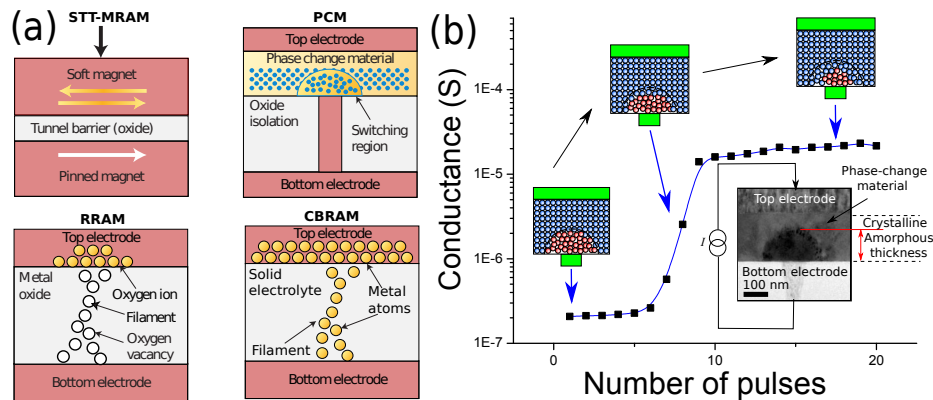 (a)
STT-MRAM
Soft magnet
Tunnel barrier (oxide)
Pinned magnet
PCM
Top electrode
Phase change material
Oxide
isolation
Switching
region
Bottom electrode
RRAM
Top electrode
Metal
oxide
Oxygen ion
Filament
Oxygen
vacancy
Bottom electrode
CBRAM
Top electrode
Solid
electrolyte
Metal
atoms
Filament
Bottom electrode
(b)
Conductance (S)
1E-4
1E-5
1E-6
1E-7
0
10
20
Number of pulses
I
Top electrode
Bottom electrode
100 nm
Phase-change
material
Crystalline
Amorphous
thickness